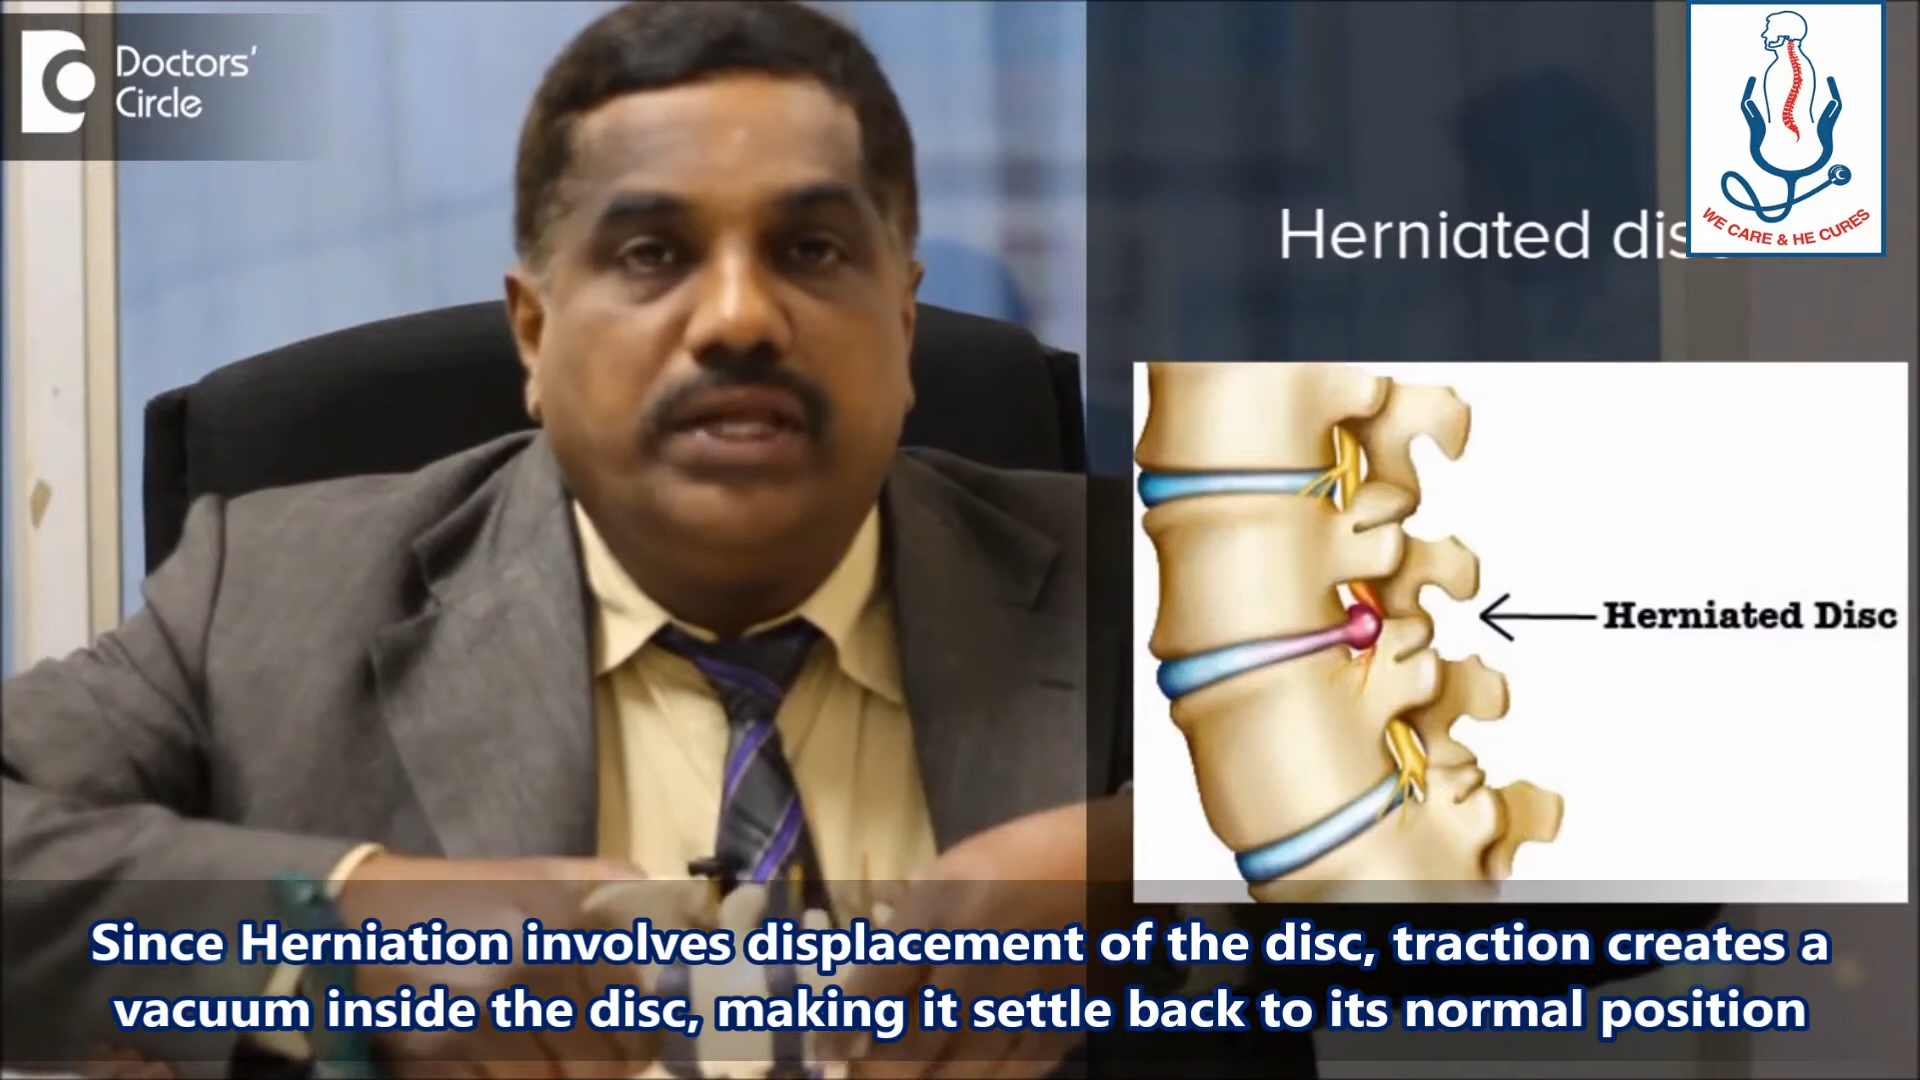 Doctors'
Circle
WE CARE & HE CURES
Herniated dis
Herniated Disc
Since Herniation involves displacement of the disc, traction creates a
vacuum inside the disc, making it settle back to its normal position